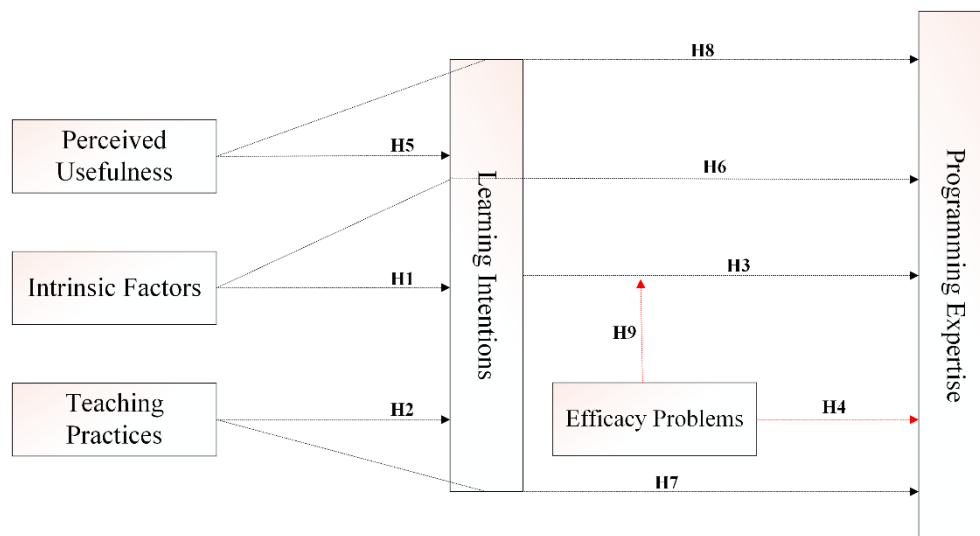 H8
Perceived
Usefulness
H5
H6
Learning Intentions
Programming Expertise
Intrinsic Factors
H1
H3
H9
Teaching
Practices
H2
Efficacy Problems
H4
H7